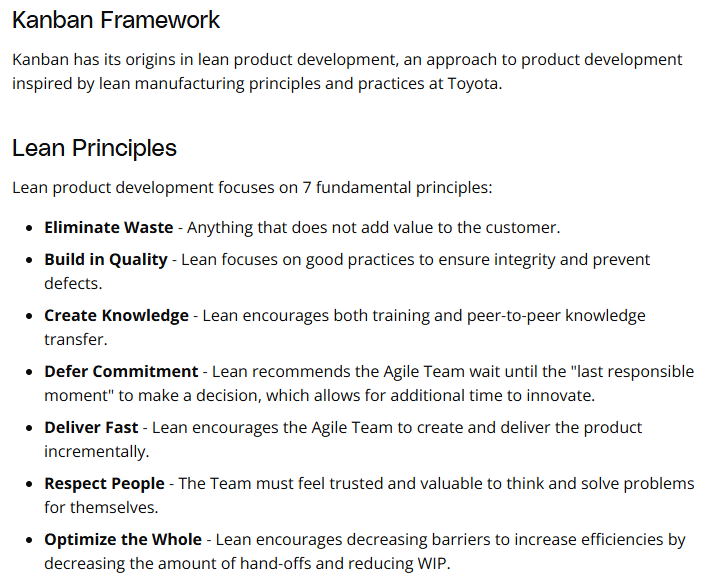 Kanban Framework
Kanban has its origins in lean product development, an approach to product development
inspired by lean manufacturing principles and practices at Toyota.
Lean Principles
Lean product development focuses on 7 fundamental principles:
• Eliminate Waste - Anything that does not add value to the customer.
• Build in Quality - Lean focuses on good practices to ensure integrity and prevent
defects.
• Create Knowledge - Lean encourages both training and peer-to-peer knowledge
transfer.
• Defer Commitment - Lean recommends the Agile Team wait until the "last responsible
moment" to make a decision, which allows for additional time to innovate.
• Deliver Fast - Lean encourages the Agile Team to create and deliver the product
incrementally.
• Respect People - The Team must feel trusted and valuable to think and solve problems
for themselves.
• Optimize the Whole - Lean encourages decreasing barriers to increase efficiencies by
decreasing the amount of hand-offs and reducing WIP.